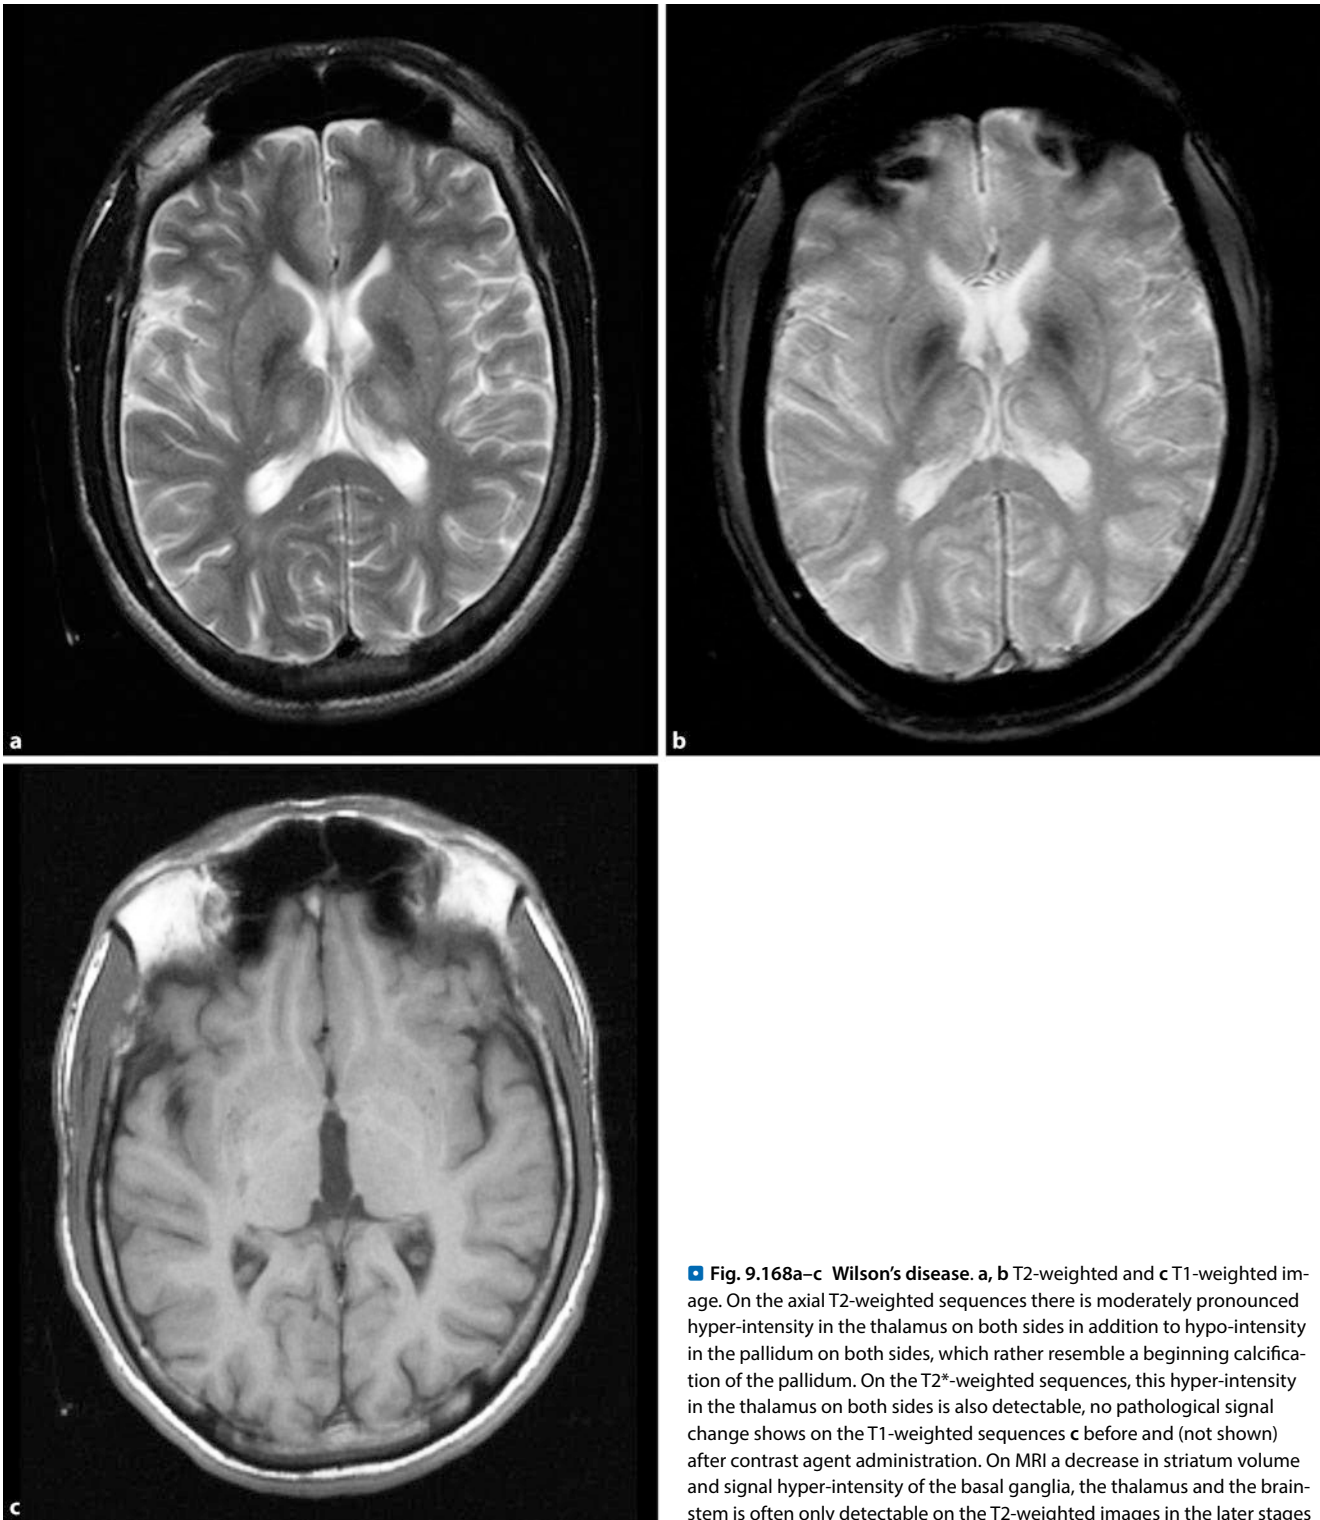 a
b
c
Fig. 9.168a–c Wilson's disease. a, b T2-weighted and c T1-weighted im-
age. On the axial T2-weighted sequences there is moderately pronounced
hyper-intensity in the thalamus on both sides in addition to hypo-intensity
in the pallidum on both sides, which rather resemble a beginning calcifica-
tion of the pallidum. On the T2*-weighted sequences, this hyper-intensity
in the thalamus on both sides is also detectable, no pathological signal
change shows on the T1-weighted sequences c before and (not shown)
after contrast agent administration. On MRI a decrease in striatum volume
and signal hyper-intensity of the basal ganglia, the thalamus and the brain-
stem is often only detectable on the T2-weighted images in the later stages